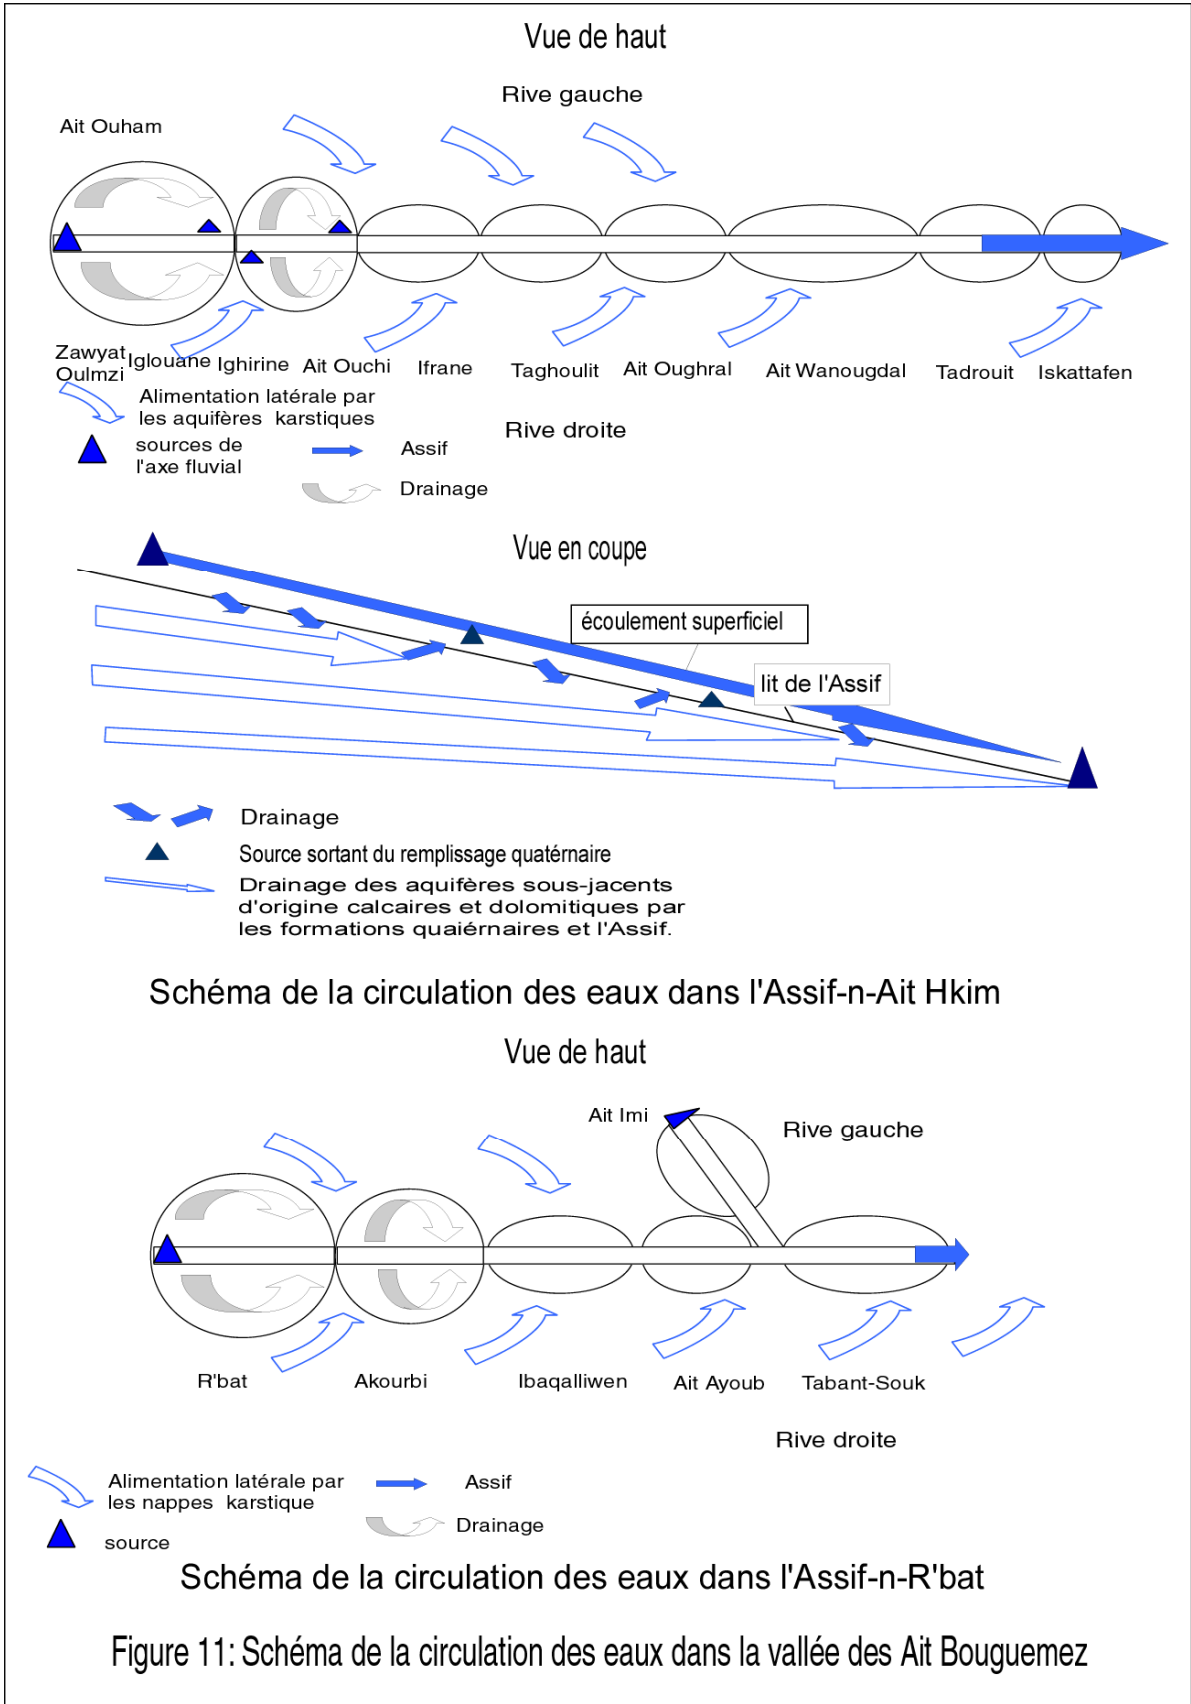 Vue de haut
Rive gauche
Ait Ouham
Zawyat
Oulmzi
Iglouane
Ighirine
Ait Ouchi
Ifrane
Taghoulit
Ait Oughral
Ait Wanougdal
Tadrouit
Iskattafen
Alimentation latérale par
les aquifères karstiques
Rive droite
sources de
l'axe fluvial
Assif
Drainage
Vue en coupe
écoulement superficiel
lit de l'Assif
Drainage
Source sortant du remplissage quatérnaire
Drainage des aquifères sous-jacents
d'origine calcaires et dolomitiques par
les formations quaiérnaires et l'Assif.
Schéma de la circulation des eaux dans l'Assif-n-Ait Hkim
Vue de haut
Ait Imi
Rive gauche
R'bat
Akourbi
Ibaqalliwen
Ait Ayoub
Tabant-Souk
Rive droite
Alimentation latérale par
les nappes karstique
Assif
Drainage
source
Schéma de la circulation des eaux dans l'Assif-n-R'bat
Figure 11: Schéma de la circulation des eaux dans la vallée des Ait Bouguemez